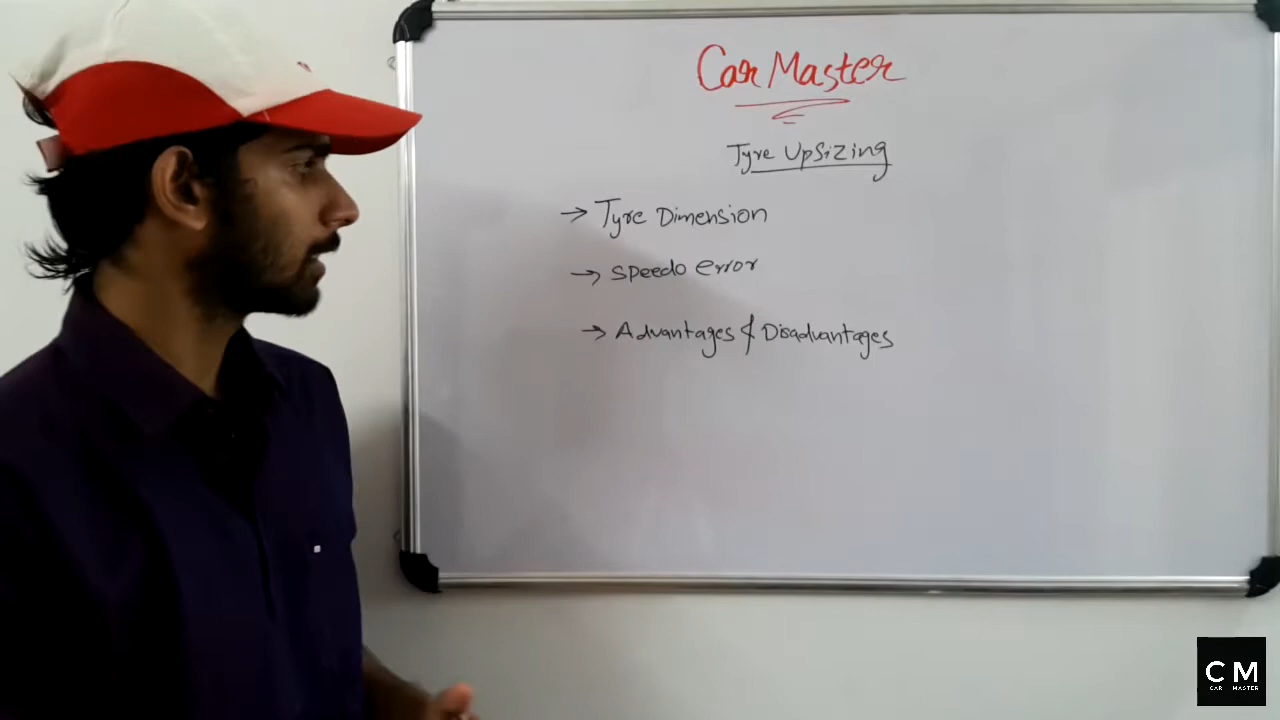 Car Master
Tyre Upsizing
→ Tyre Dimension
→ Speedo error
→ Advantages & Disadvantages
CM
CAR MASTER